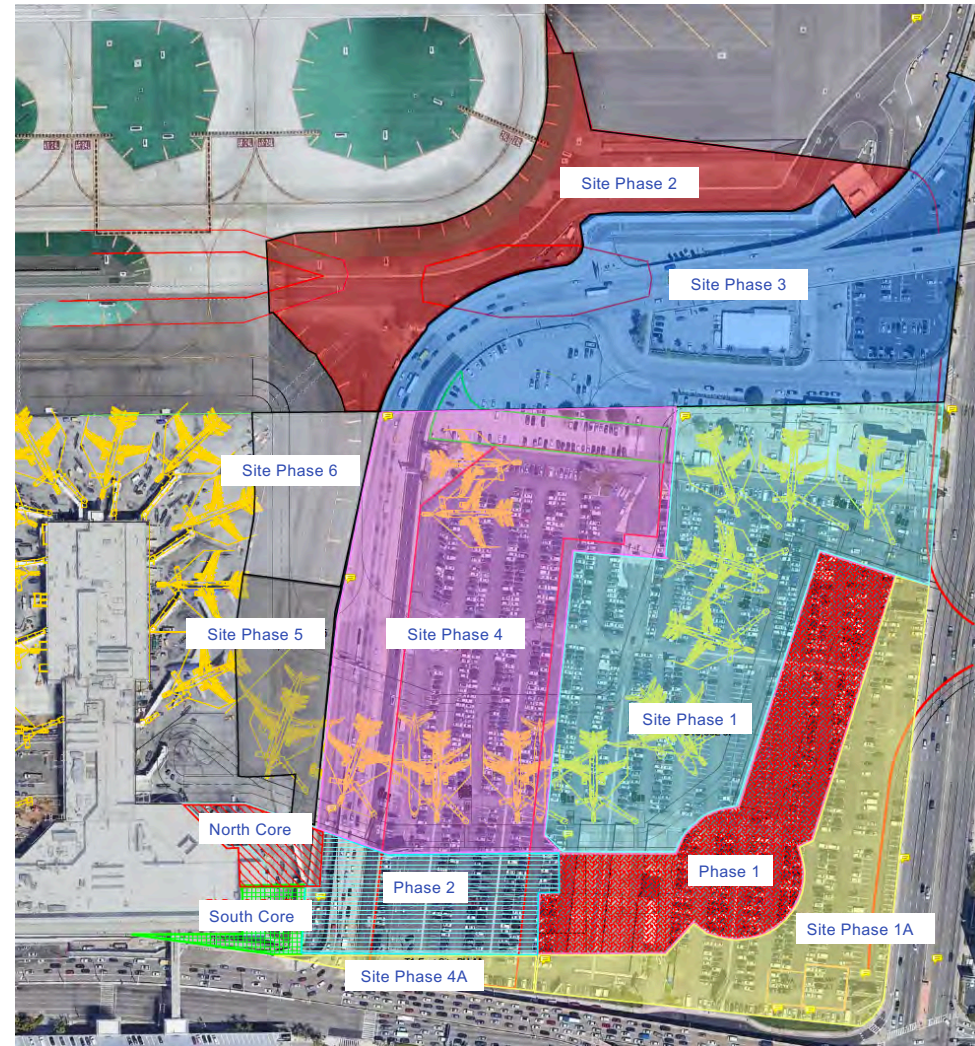 Site Phase 2
Site Phase 3
Site Phase 6
Site Phase 5
Site Phase 4
Site Phase 1
North Core
Phase 2
Phase 1
South Core
Site Phase 1A
Site Phase 4A